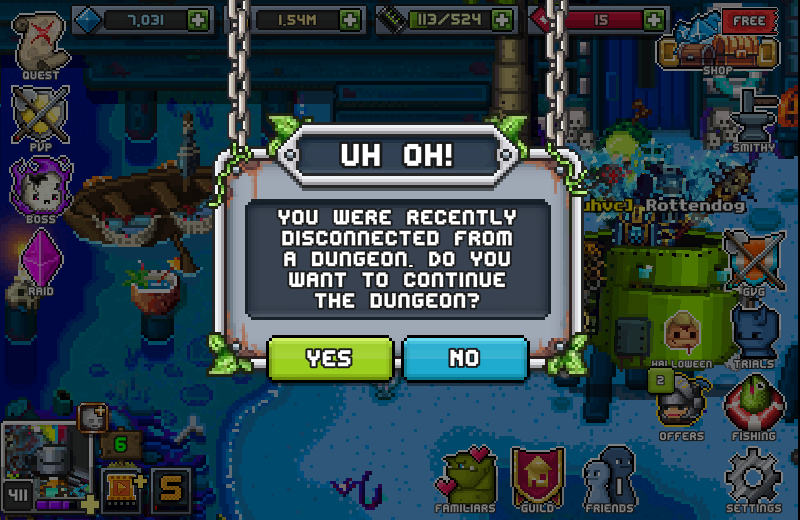 7,031
1,54M
113/524
15
FREE
QUEST
SHOP
PVP
SMITHY
UH OH!
BOSS
Rottendog
YOU WERE RECENTLY
DISCONNECTED FROM
A DUNGEON. DO YOU
WANT TO CONTINUE
THE DUNGEON?
RAID
GVG
YES
NO
HALLOWEEN
TRIALS
2
OFFERS
FISHING
6
411
S
FAMILIARS
GUILD
FRIENDS
SETTINGS